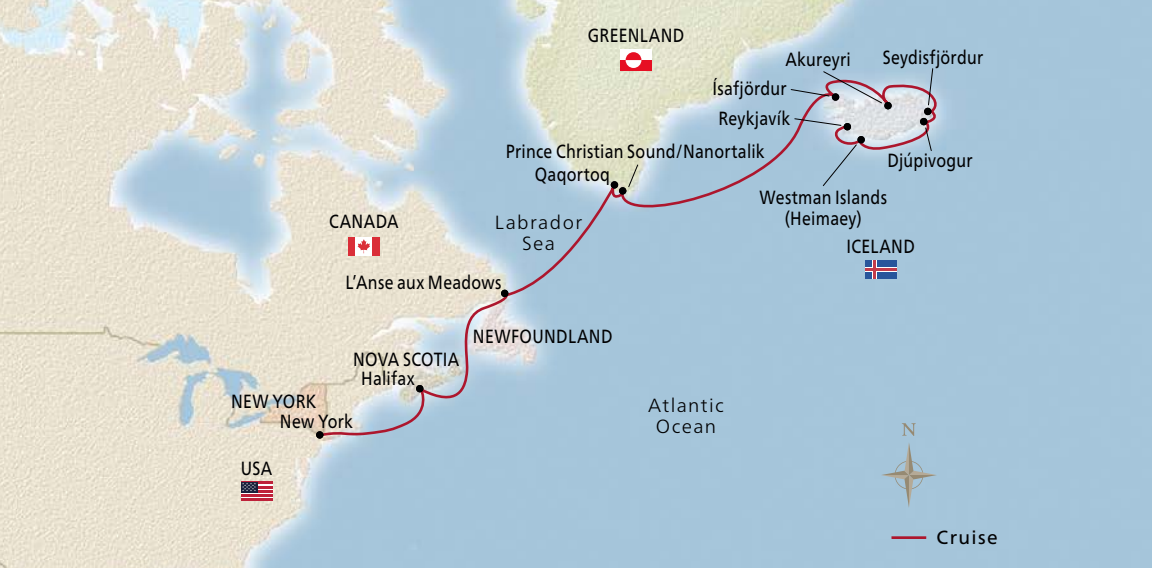 GREENLAND
Akureyri
Seydisfjördur
Ísafjördur
Reykjavík
Prince Christian Sound/Nanortalik
Qaqortoq
Djúpivogur
Westman Islands
(Heimaey)
Labrador
Sea
CANADA
ICELAND
L'Anse aux Meadows
NEWFOUNDLAND
NOVA SCOTIA
Halifax
NEW YORK
New York
Atlantic
Ocean
N
USA
Cruise